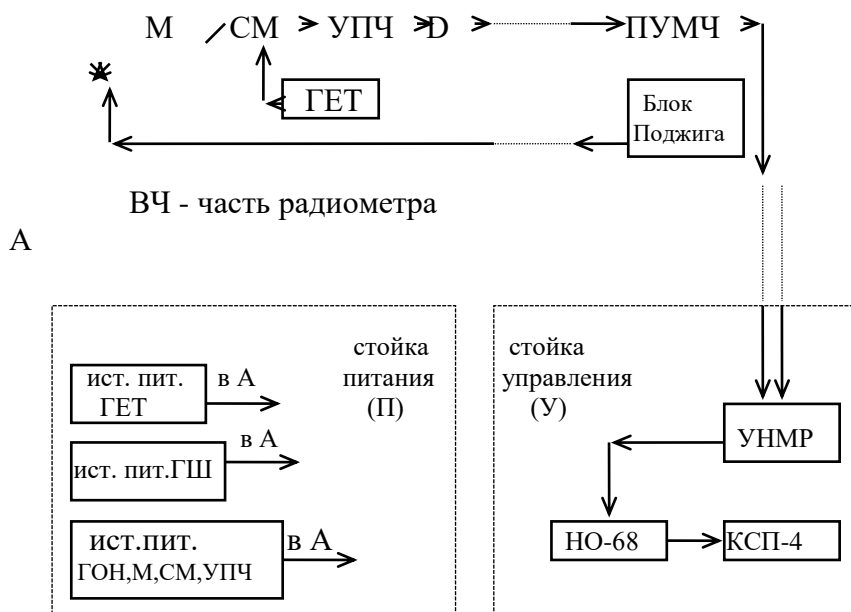 М СМ УПЧ D ПУМЧ
ГЕТ
Блок
Поджига
ВЧ - часть радиометра
А
стойка
питания
(П)
ист. пит.
ГЕТ
в А
ист. пит.ГШ
в А
ист.пит.
ГОН,М,СМ,УПЧ
в А
стойка
управления
(У)
УНМР
НО-68
КСП-4